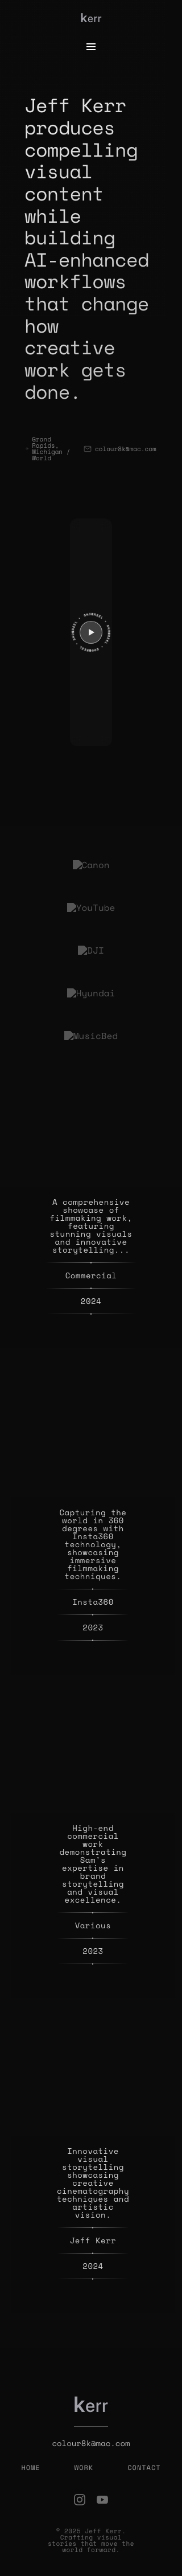 kerr
Jeff Kerr
produces
compelling
visual
content
while
building
AI-enhanced
workflows
that change
how
creative
work gets
done.
Grand
Rapids,
Michigan /
World
colour8k@mac.com
Canon
YouTube
DJI
Hyundai
MusicBed
A comprehensive
showcase of
filmmaking work,
featuring
stunning visuals
and innovative
storytelling...
Commercial
2024
Capturing the
world in 360
degrees with
Insta360
technology,
showcasing
immersive
filmmaking
techniques.
Insta360
2023
High-end
commercial
work
demonstrating
Sam's
expertise in
brand
storytelling
and visual
excellence.
Various
2023
Innovative
visual
storytelling
showcasing
creative
cinematography
techniques and
artistic
vision.
Jeff Kerr
2024
kerr
colour8k@mac.com
HOME WORK CONTACT
© 2025 Jeff Kerr.
Crafting visual
stories that move the
world forward.